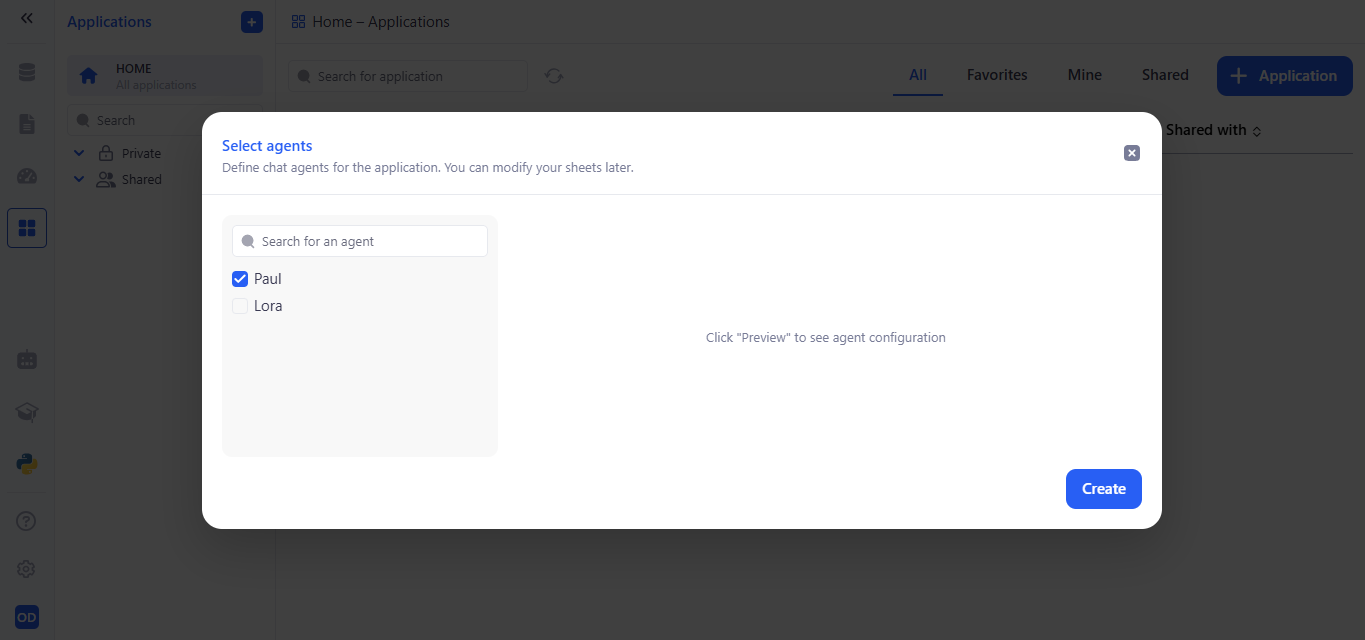 Applications
Home – Applications
HOME
All applications
Search for application
All
Favorites
Mine
Shared
Application
Search
Private
Shared
Shared with
Select agents
Define chat agents for the application. You can modify your sheets later.
Search for an agent
Paul
Lora
Click "Preview" to see agent configuration
Create
OD